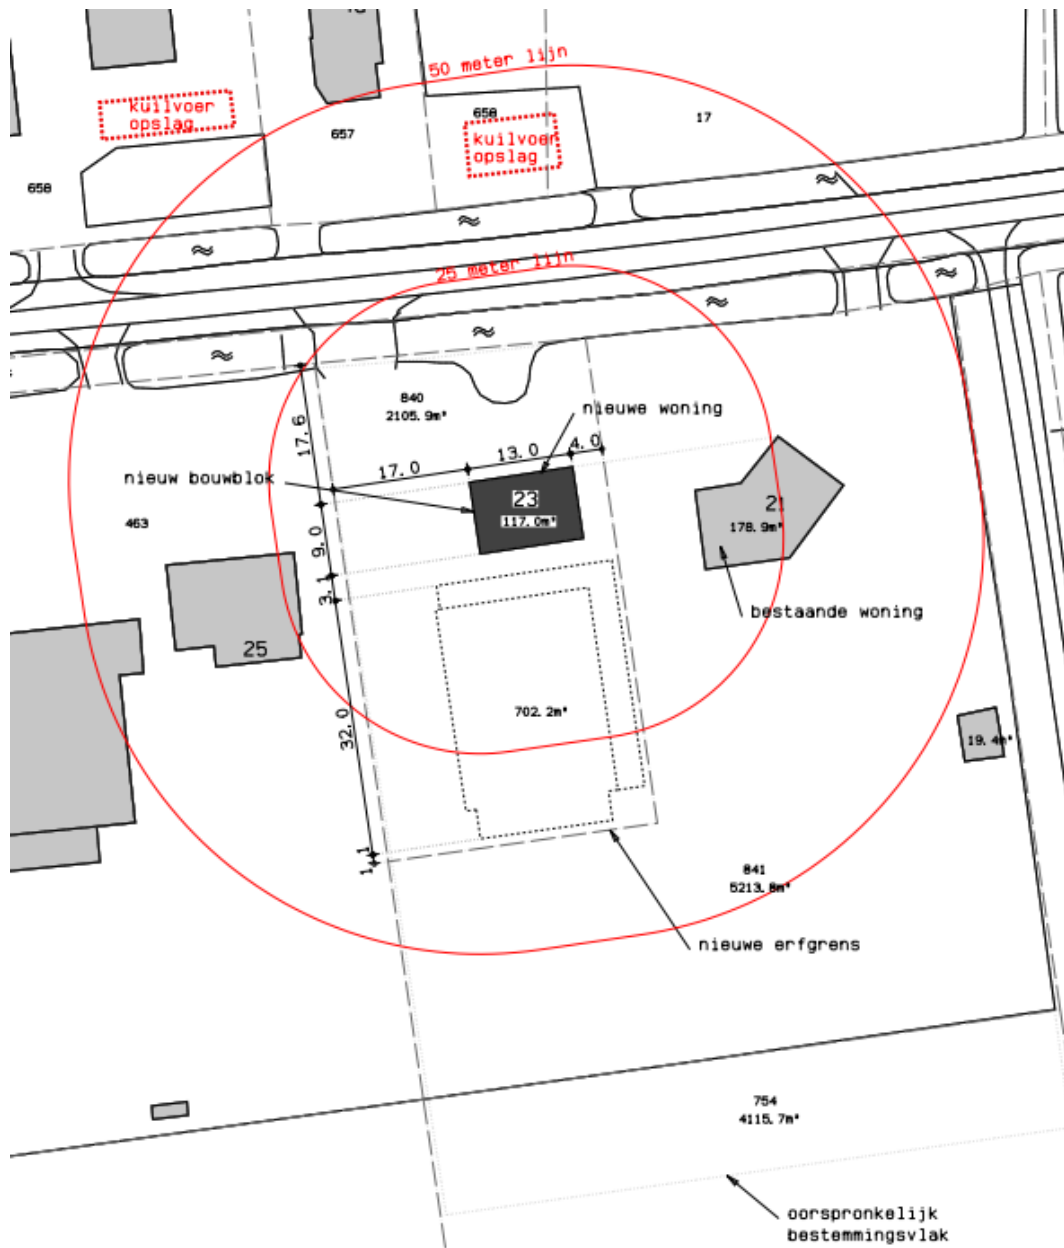 50 meter lijn
kuilvoer
opslag
658
kuilvoer
opslag
657
17
658
25 meter lijn
840
2105.9m²
nieuwe woning
17.6
17.0
13.0
4.0
nieuw bouwblok
23
117.0m²
21
178.9m²
463
9.0
3.1
bestaande woning
25
32.0
702.2m²
19.4m²
1
1
841
5213.8m²
nieuwe erfgrens
754
4115.7m²
oorspronkelijk
bestemmingsvlak